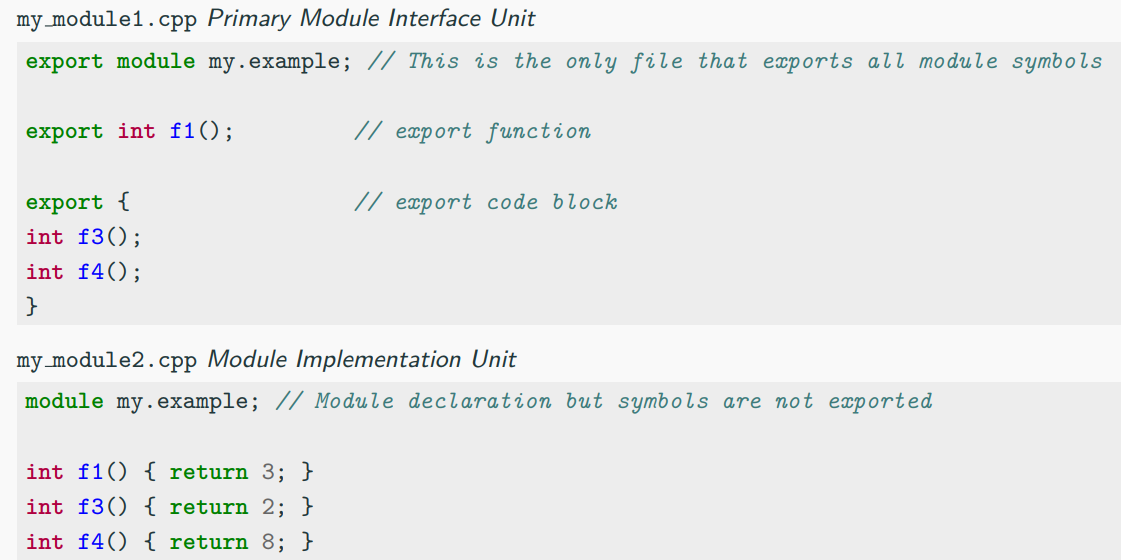 my_module1.cpp Primary Module Interface Unit
export module my.example; // This is the only file that exports all module symbols
export int f1(); // export function
export { // export code block
int f3();
int f4();
}
my_module2.cpp Module Implementation Unit
module my.example; // Module declaration but symbols are not exported
int f1() { return 3; }
int f3() { return 2; }
int f4() { return 8; }